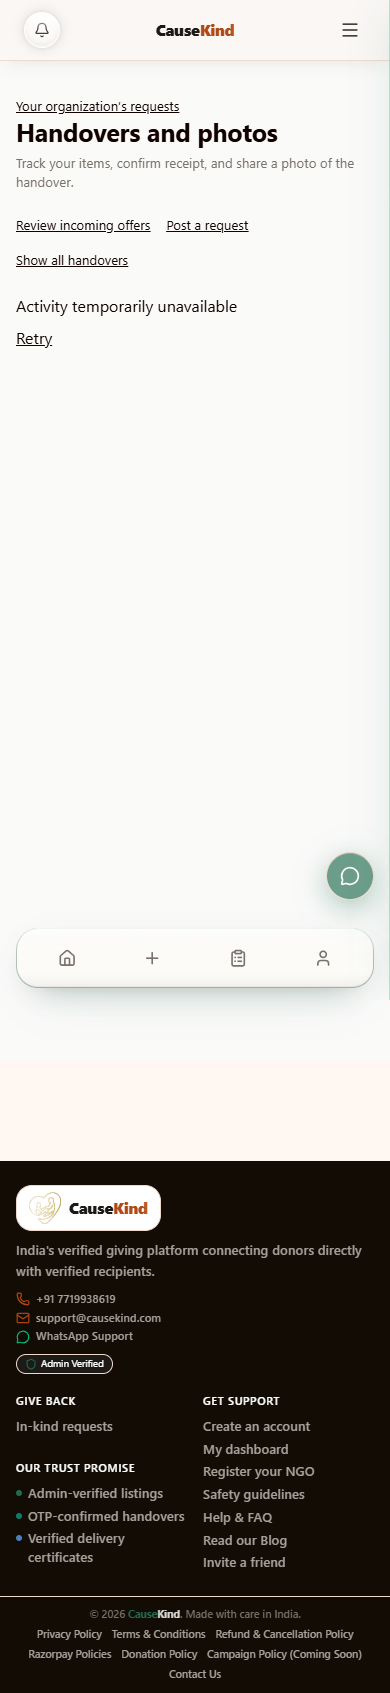 CauseKind
Your organization's requests
Handovers and photos
Track your items, confirm receipt, and share a photo of the
handover.
Review incoming offers Post a request
Show all handovers
Activity temporarily unavailable
Retry
CauseKind
India's verified giving platform connecting donors directly
with verified recipients.
+91 7719938619
support@causekind.com
WhatsApp Support
Admin Verified
GIVE BACK
In-kind requests
OUR TRUST PROMISE
Admin-verified listings
OTP-confirmed handovers
Verified delivery
certificates
GET SUPPORT
Create an account
My dashboard
Register your NGO
Safety guidelines
Help & FAQ
Read our Blog
Invite a friend
© 2026 CauseKind. Made with care in India.
Privacy Policy Terms & Conditions Refund & Cancellation Policy
Razorpay Policies Donation Policy Campaign Policy (Coming Soon)
Contact Us